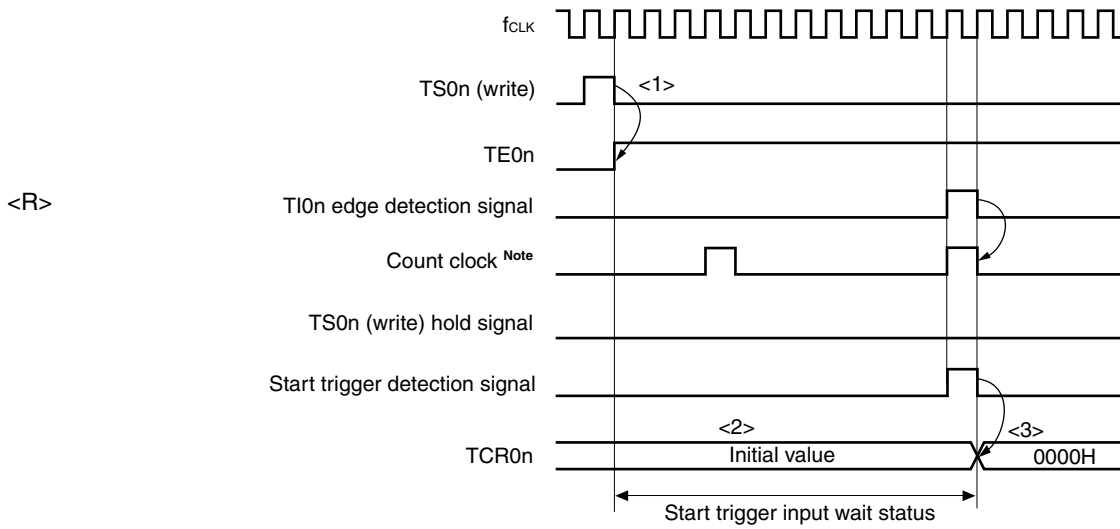 fCLK
TS0n (write)
<1>
TE0n
<R>
TI0n edge detection signal
Count clock Note
TS0n (write) hold signal
Start trigger detection signal
<2>
<3>
TCR0n
Initial value
0000H
Start trigger input wait status